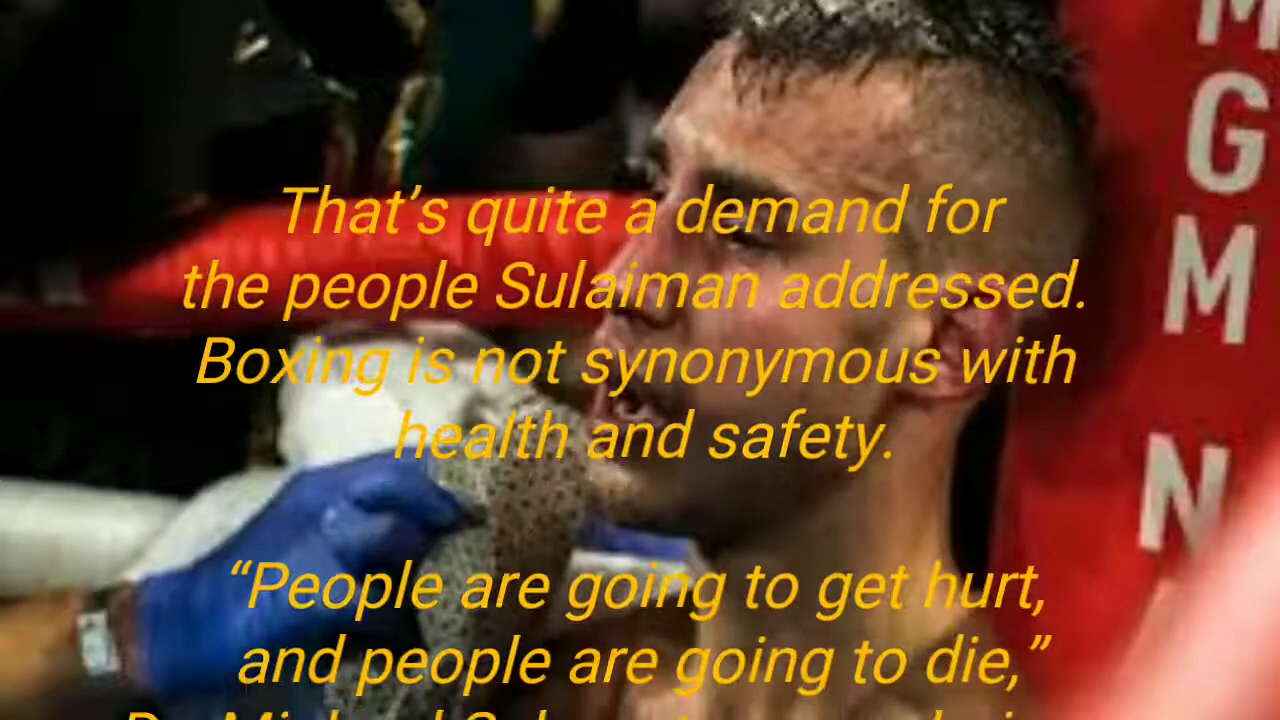 That’s quite a demand for
the people Sulaiman addressed.
Boxing is not synonymous with
health and safety.
“People are going to get hurt,
and people are going to die,”
M
G
M
N